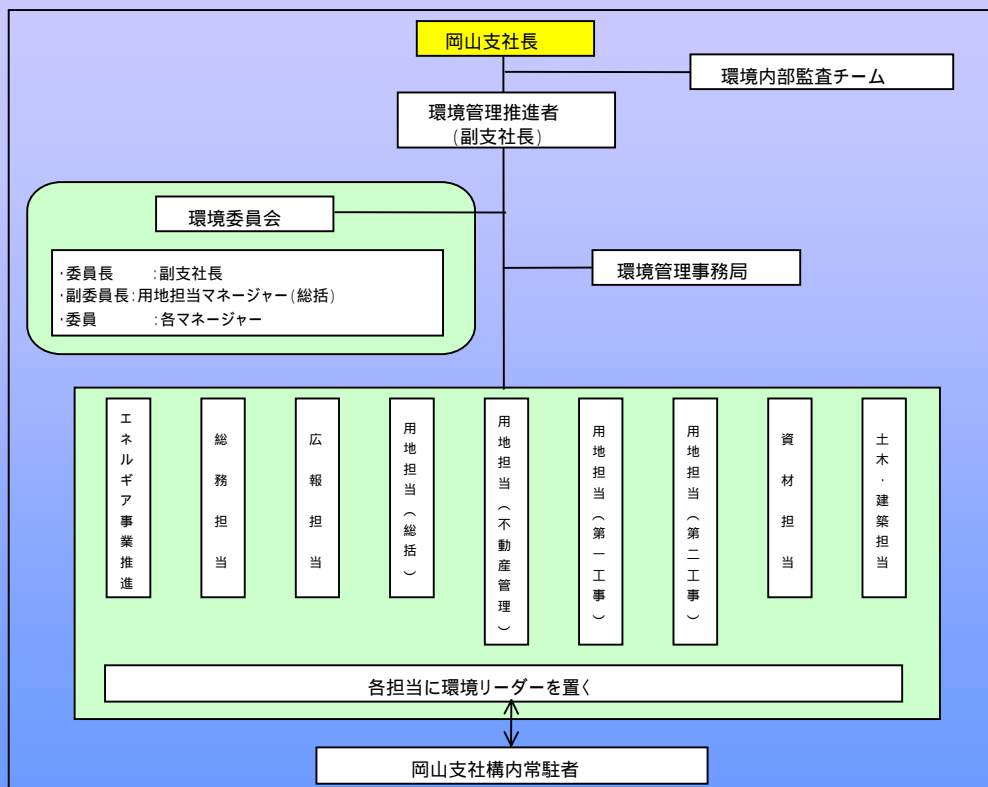 岡山支社長
環境内部監査チーム
環境管理推進者
(副支社長)
環境委員会
・委員長　　:副支社長
・副委員長:用地担当マネージャー(総括)
・委員　　　:各マネージャー
環境管理事務局
エネルギア事業推進
総務担当
広報担当
用地担当(総括)
用地担当(不動産管理)
用地担当(第一工事)
用地担当(第二工事)
資材担当
土木・建築担当
各担当に環境リーダーを置く
岡山支社構内常駐者